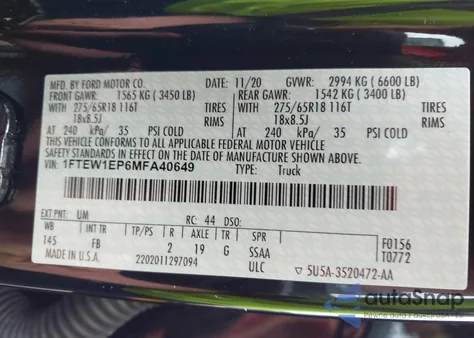 MFD. BY FORD MOTOR CO.
DATE: 11/20 GVWR: 2994 KG (6600 LB)
FRONT GAWR: 1565 KG (3450 LB) REAR GAWR: 1542 KG (3400 LB)
275/65R18 116T TIRES 275/65R18 116T TIRES
18x8.5J RIMS 18x8.5J RIMS
AT 240 kPa/ 35 PSI COLD AT 240 kPa/ 35 PSI COLD
THIS VEHICLE CONFORMS TO ALL APPLICABLE FEDERAL MOTOR VEHICLE
SAFETY AND THEFT PREVENTION STANDARDS IN EFFECT ON THE DATE OF
MANUFACTURE SHOWN ABOVE.
VIN: 1FTEW1EP6MFA40649 TYPE: Truck
EXT PNT: UM RC: 44 DSO:
WB TP/PS R AXLE TR SPR
145 FB 2 19 G SSAA F0156
MADE IN U.S.A. 2202011297094 ULC T0772
▽ 5U5A-3520472-AA
autoSnap